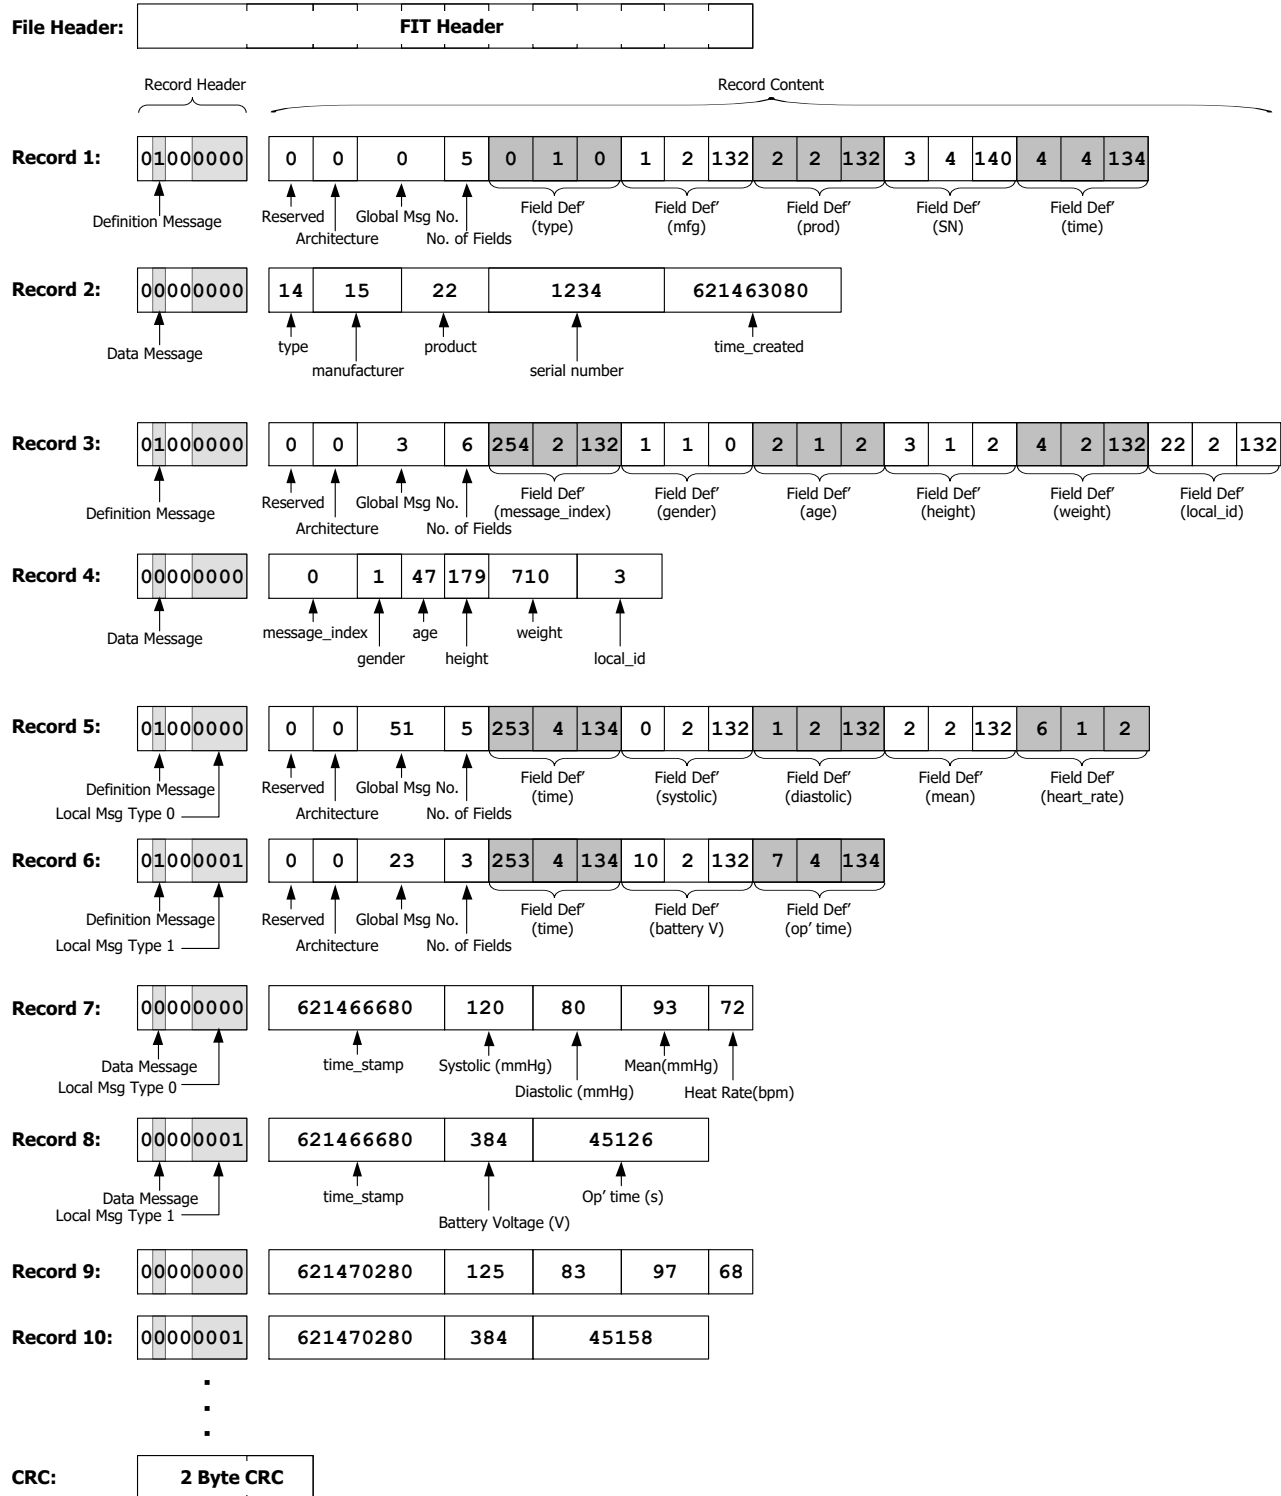 File Header: FIT Header
Record Header Record Content
Record 1: 01000000 0 0 0 5 0 1 0 1 2 132 2 2 132 3 4 140 4 4 134
Definition Message Reserved Architecture Global Msg No. No. of Fields Field Def' (type) Field Def' (mfg) Field Def' (prod) Field Def' (SN) Field Def' (time)
Record 2: 00000000 14 15 22 1234 621463080
Data Message type manufacturer product serial number time_created
Record 3: 01000000 0 0 3 6 254 2 132 1 1 0 2 1 2 3 1 2 4 2 132 22 2 132
Definition Message Reserved Architecture Global Msg No. No. of Fields Field Def' (message_index) Field Def' (gender) Field Def' (age) Field Def' (height) Field Def' (weight) Field Def' (local_id)
Record 4: 00000000 0 1 47 179 710 3
Data Message message_index gender age height weight local_id
Record 5: 01000000 0 0 51 5 253 4 134 0 2 132 1 2 132 2 2 132 6 1 2
Definition Message Local Msg Type 0 Reserved Architecture Global Msg No. No. of Fields Field Def' (time) Field Def' (systolic) Field Def' (diastolic) Field Def' (mean) Field Def' (heart_rate)
Record 6: 01000001 0 0 23 3 253 4 134 10 2 132 7 4 134
Definition Message Local Msg Type 1 Reserved Architecture Global Msg No. No. of Fields Field Def' (time) Field Def' (battery V) Field Def' (op' time)
Record 7: 00000000 621466680 120 80 93 72
Data Message Local Msg Type 0 time_stamp Systolic (mmHg) Diastolic (mmHg) Mean(mmHg) Heat Rate(bpm)
Record 8: 00000001 621466680 384 45126
Data Message Local Msg Type 1 time_stamp Battery Voltage (V) Op' time (s)
Record 9: 00000000 621470280 125 83 97 68
Record 10: 00000001 621470280 384 45158
.
.
.
CRC: 2 Byte CRC